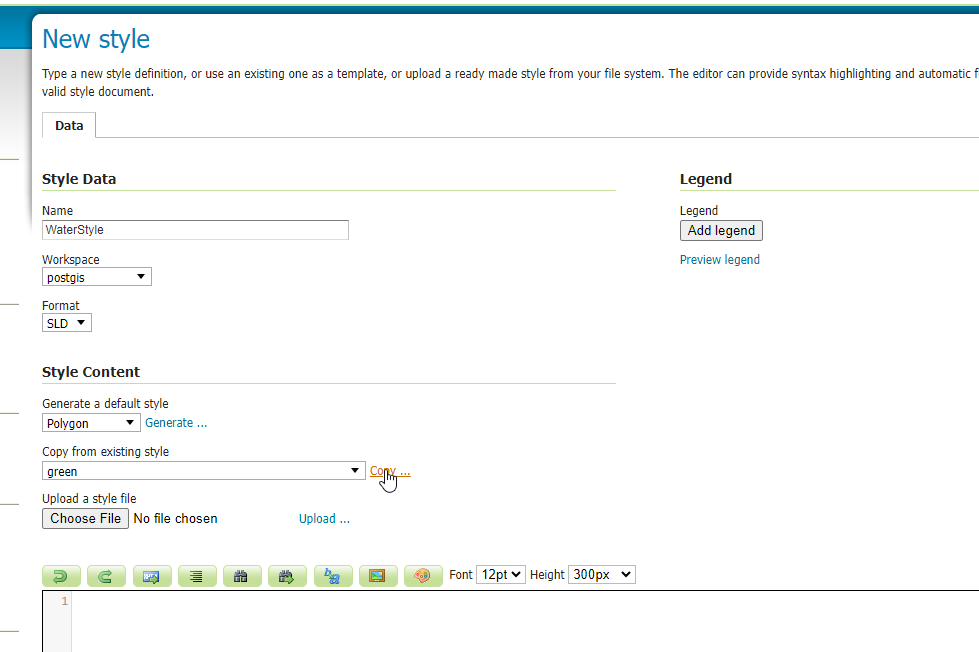 New style
Type a new style definition, or use an existing one as a template, or upload a ready made style from your file system. The editor can provide syntax highlighting and automatic f
valid style document.
Data
Style Data
Name
WaterStyle
Workspace
postgis
Format
SLD
Legend
Legend
Add legend
Preview legend
Style Content
Generate a default style
Polygon Generate ...
Copy from existing style
green Copy ...
Upload a style file
Choose File No file chosen Upload ...
Font 12pt Height 300px
1